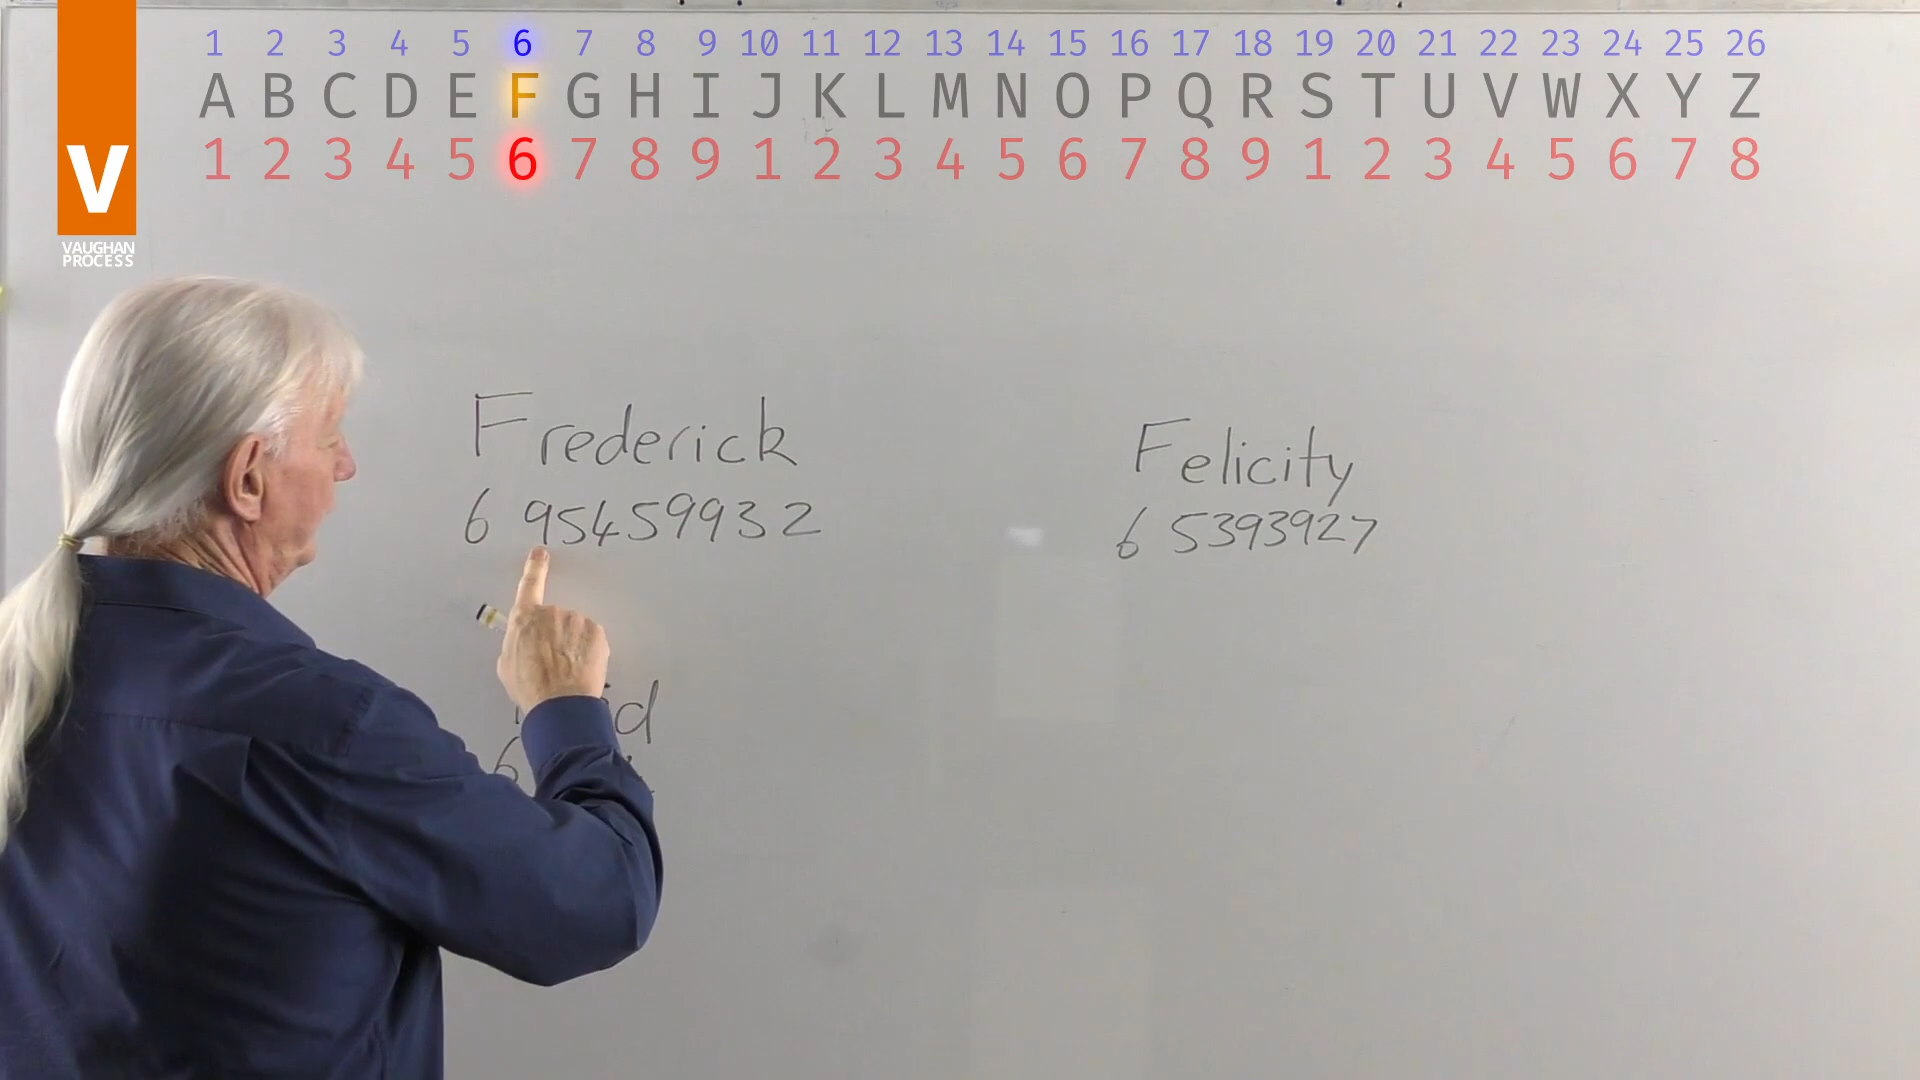 1 2 3 4 5 6 7 8 9 10 11 12 13 14 15 16 17 18 19 20 21 22 23 24 25 26
A B C D E F G H I J K L M N O P Q R S T U V W X Y Z
1 2 3 4 5 6 7 8 9 1 2 3 4 5 6 7 8 9 1 2 3 4 5 6 7 8
V
VAUGHAN
PROCESS
Frederick
6 95459932
Felicity
6 5393927
6